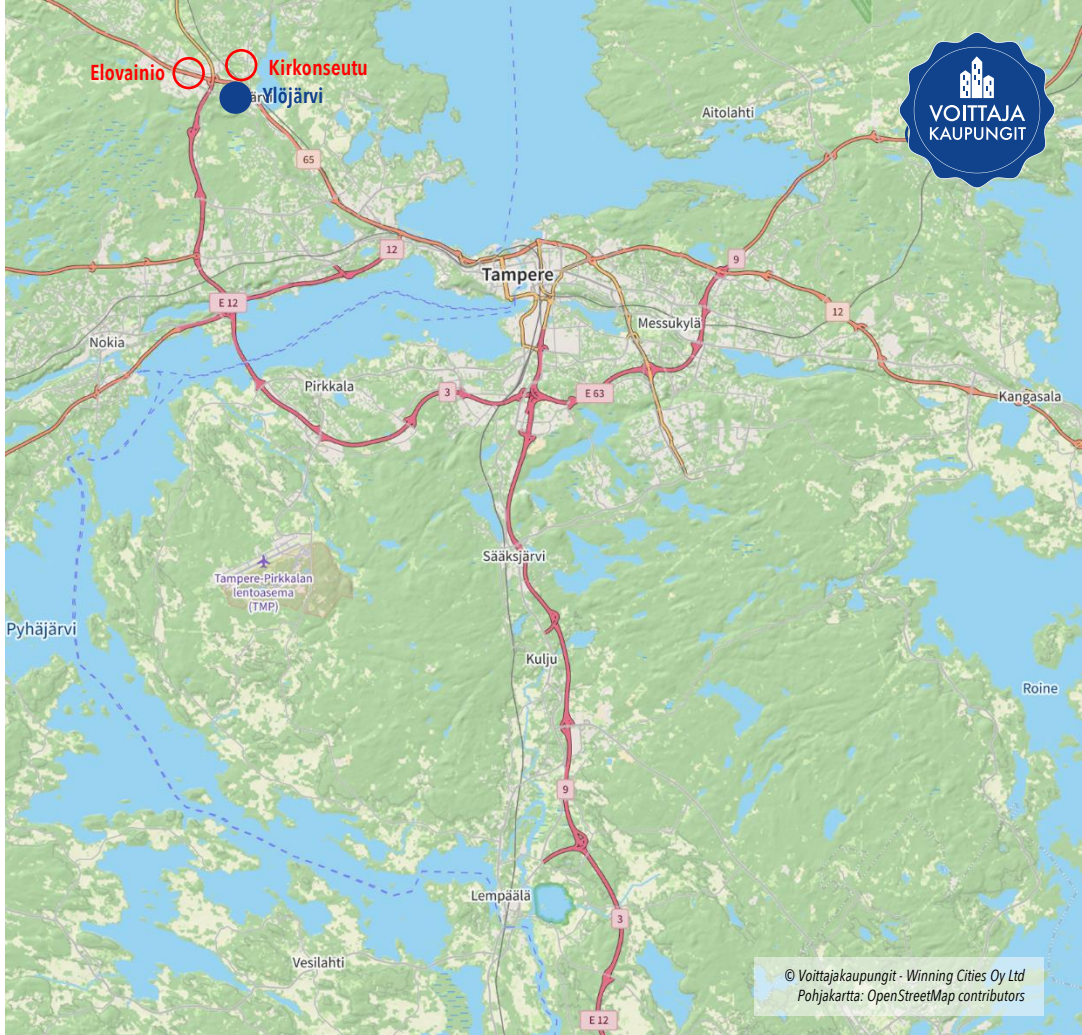 Elovainio
Kirkonseutu
Ylöjärvi
VOITTAJA
KAUPUNGIT
Aitolahti
65
12
9
Tampere
E 12
12
Messukylä
Nokia
Pirkkala
3
E 63
Kangasala
Sääksjärvi
Tampere-Pirkkalan
lentoasema
(TMP)
Pyhäjärvi
Kulju
Roine
9
Lempäälä
3
Vesilahti
© Voittajakaupungit - Winning Cities Oy Ltd
Pohjakartta: OpenStreetMap contributors
E 12